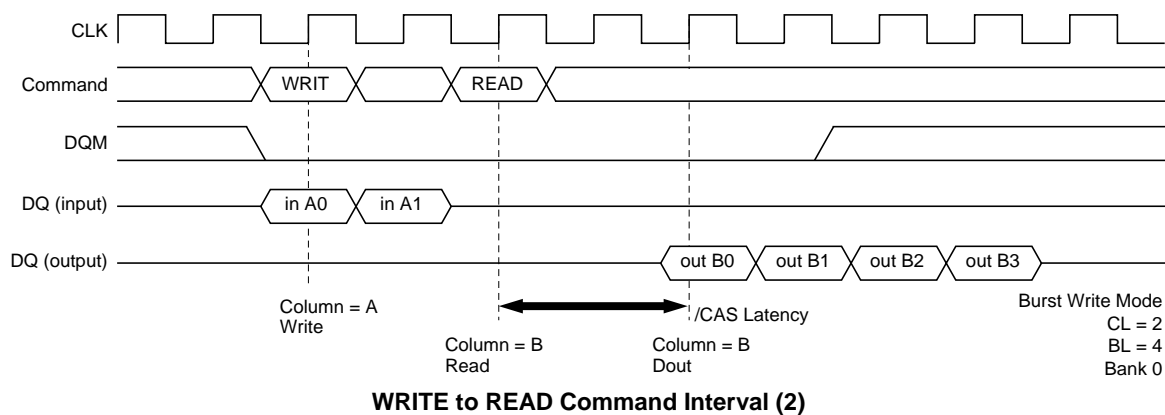 CLK
Command WRIT READ
DQM
DQ (input) in A0 in A1
DQ (output) out B0 out B1 out B2 out B3
Column = A
Write
/CAS Latency
Column = B
Read
Column = B
Dout
Burst Write Mode
CL = 2
BL = 4
Bank 0
WRITE to READ Command Interval (2)